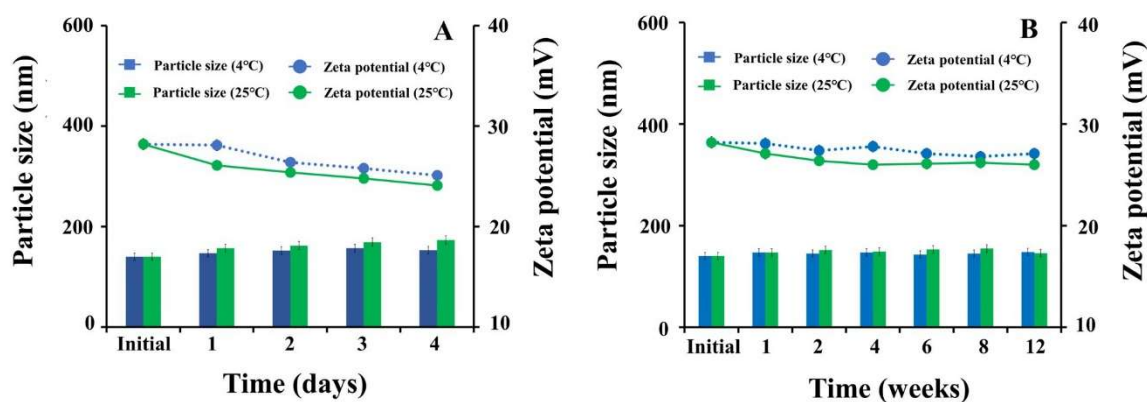 A
Particle size (nm)
600
400
200
0
Particle size (4°C)
Zeta potential (4°C)
Particle size (25°C)
Zeta potential (25°C)
40
30
20
10
Zeta potential (mV)
Initial 1 2 3 4
Time (days)
B
Particle size (nm)
600
400
200
0
Particle size (4°C)
Zeta potential (4°C)
Particle size (25°C)
Zeta potential (25°C)
40
30
20
10
Zeta potential (mV)
Initial 1 2 4 6 8 12
Time (weeks)